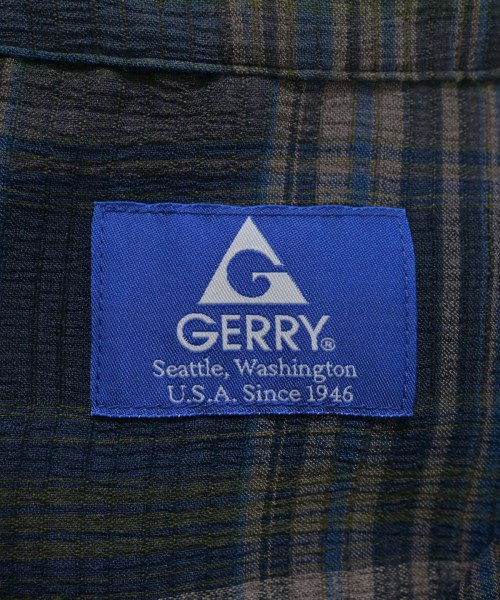 G
GERRY®
Seattle, Washington
U.S.A. Since 1946